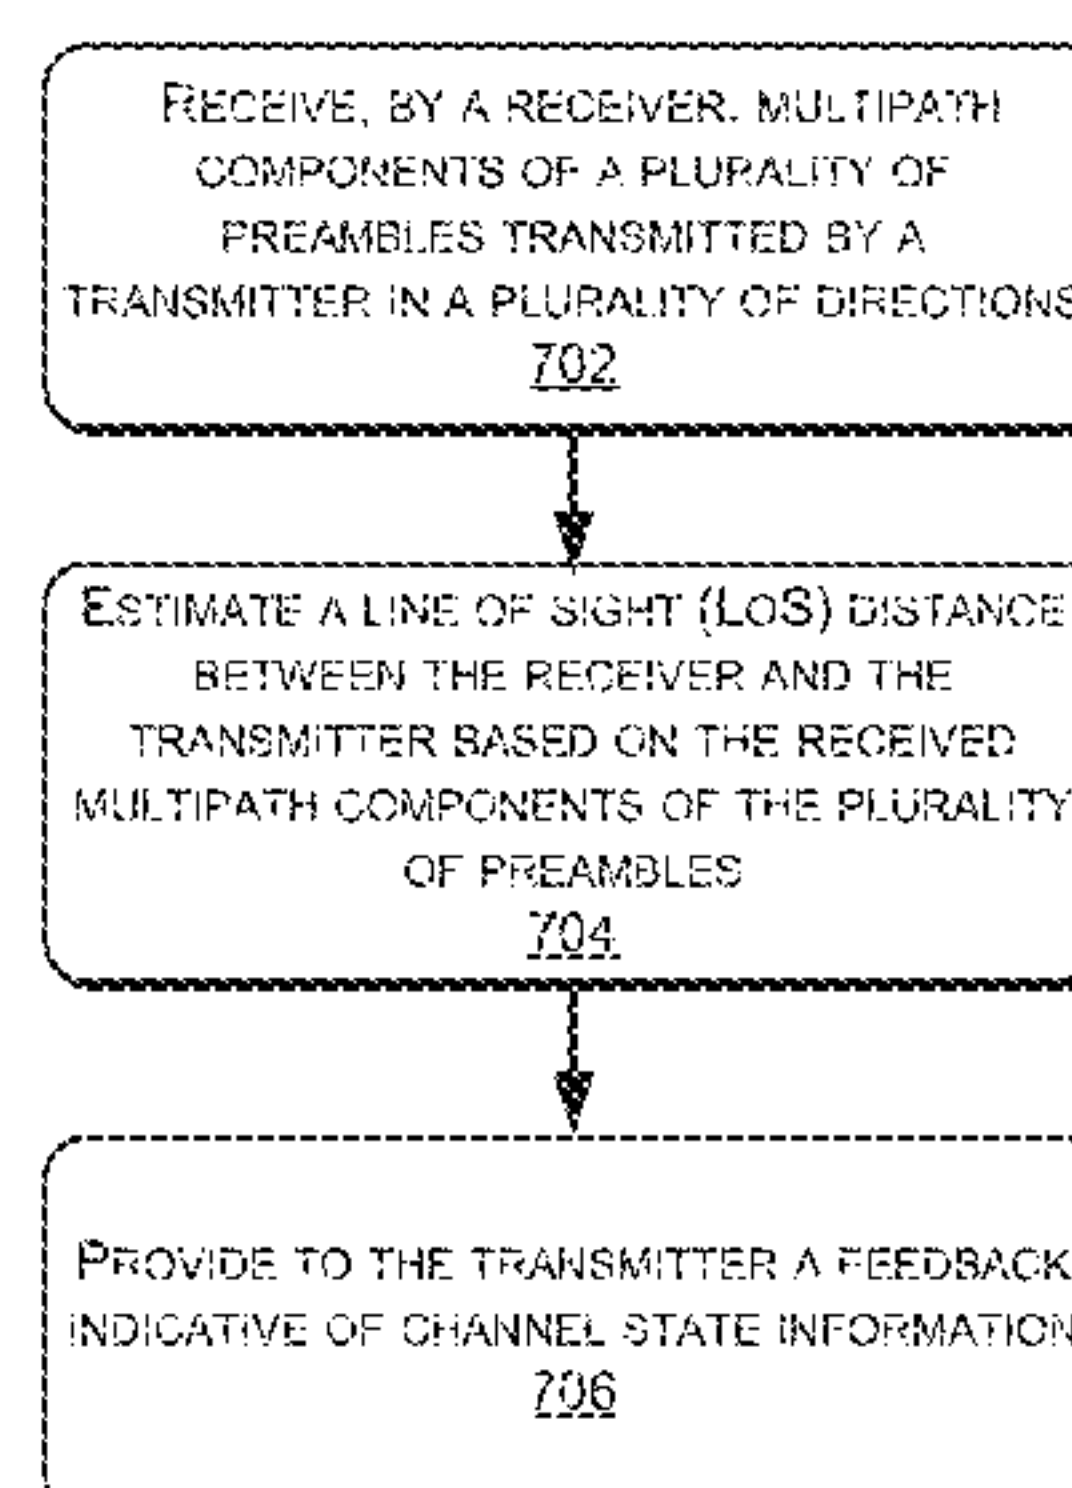 RECEIVE, BY A RECEIVER, MULTIPATH
COMPONENTS OF A PLURALITY OF
PREAMBLES TRANSMITTED BY A
TRANSMITTER IN A PLURALITY OF DIRECTIONS
702
ESTIMATE A LINE OF SIGHT (LOS) DISTANCE
BETWEEN THE RECEIVER AND THE
TRANSMITTER BASED ON THE RECEIVED
MULTIPATH COMPONENTS OF THE PLURALITY
OF PREAMBLES
704
PROVIDE TO THE TRANSMITTER A FEEDBACK
INDICATIVE OF CHANNEL STATE INFORMATION
706